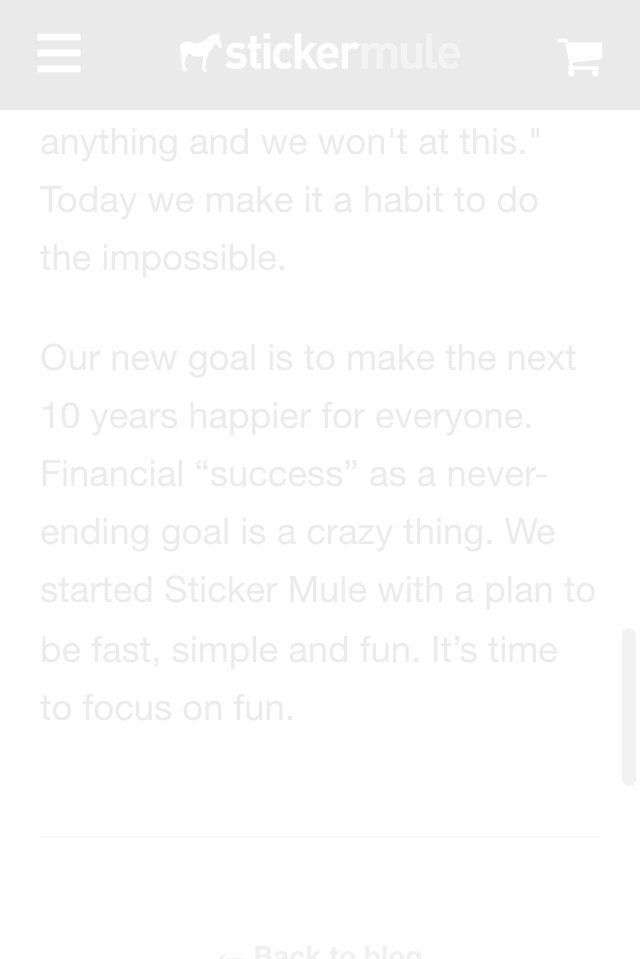 stickermule
anything and we won't at this."
Today we make it a habit to do
the impossible.
Our new goal is to make the next
10 years happier for everyone.
Financial “success” as a never-
ending goal is a crazy thing. We
started Sticker Mule with a plan to
be fast, simple and fun. It’s time
to focus on fun.
← Back to blog